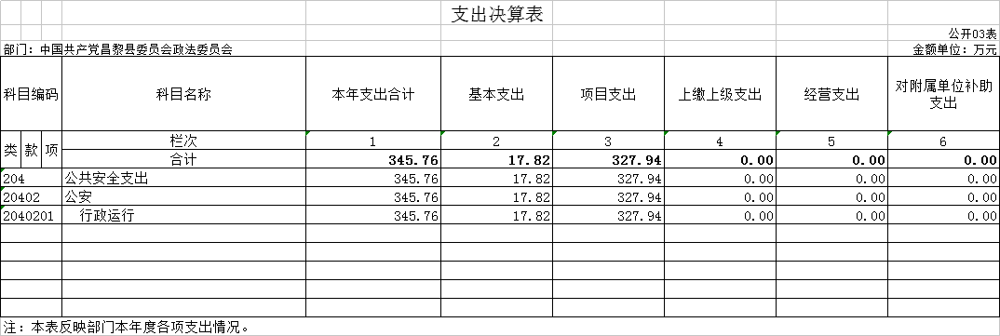 支出决算表
公开03表
部门：中国共产党昌黎县委员会政法委员会 金额单位：万元
科目编码 科目名称 本年支出合计 基本支出 项目支出 上缴上级支出 经营支出 对附属单位补助支出
类 款 项 栏次 1 2 3 4 5 6
合计 345.76 17.82 327.94 0.00 0.00 0.00
204 公共安全支出 345.76 17.82 327.94 0.00 0.00 0.00
20402 公安 345.76 17.82 327.94 0.00 0.00 0.00
2040201 行政运行 345.76 17.82 327.94 0.00 0.00 0.00
注：本表反映部门本年度各项支出情况。